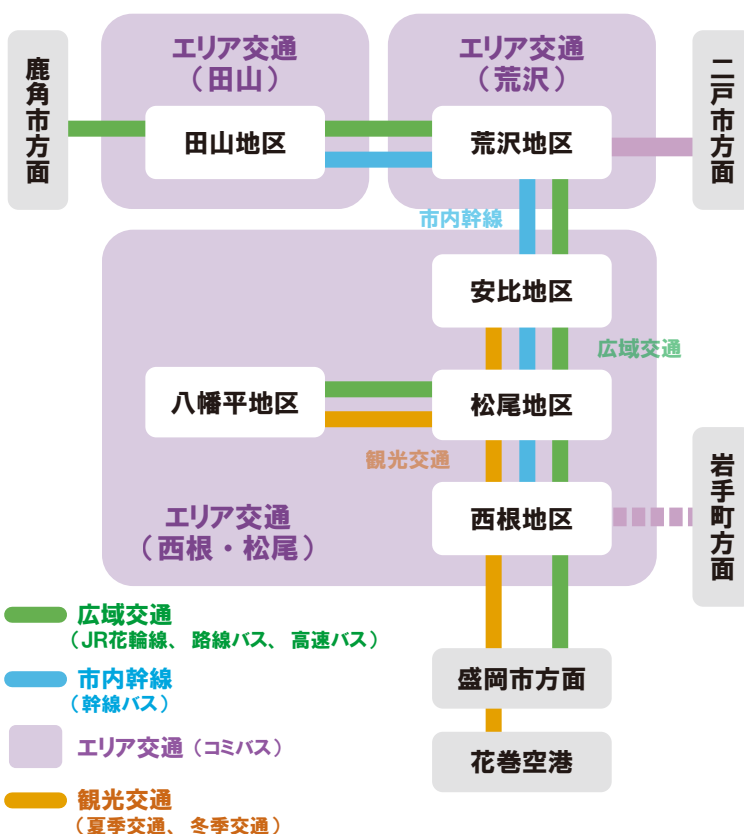 エリア交通
（田山）
エリア交通
（荒沢）
鹿角市方面
田山地区
荒沢地区
二戸市方面
市内幹線
安比地区
広域交通
八幡平地区
松尾地区
観光交通
エリア交通
（西根・松尾）
西根地区
岩手町方面
広域交通
（JR花輪線、路線バス、高速バス）
盛岡市方面
市内幹線
（幹線バス）
エリア交通（コミバス）
花巻空港
観光交通
（夏季交通、冬季交通）